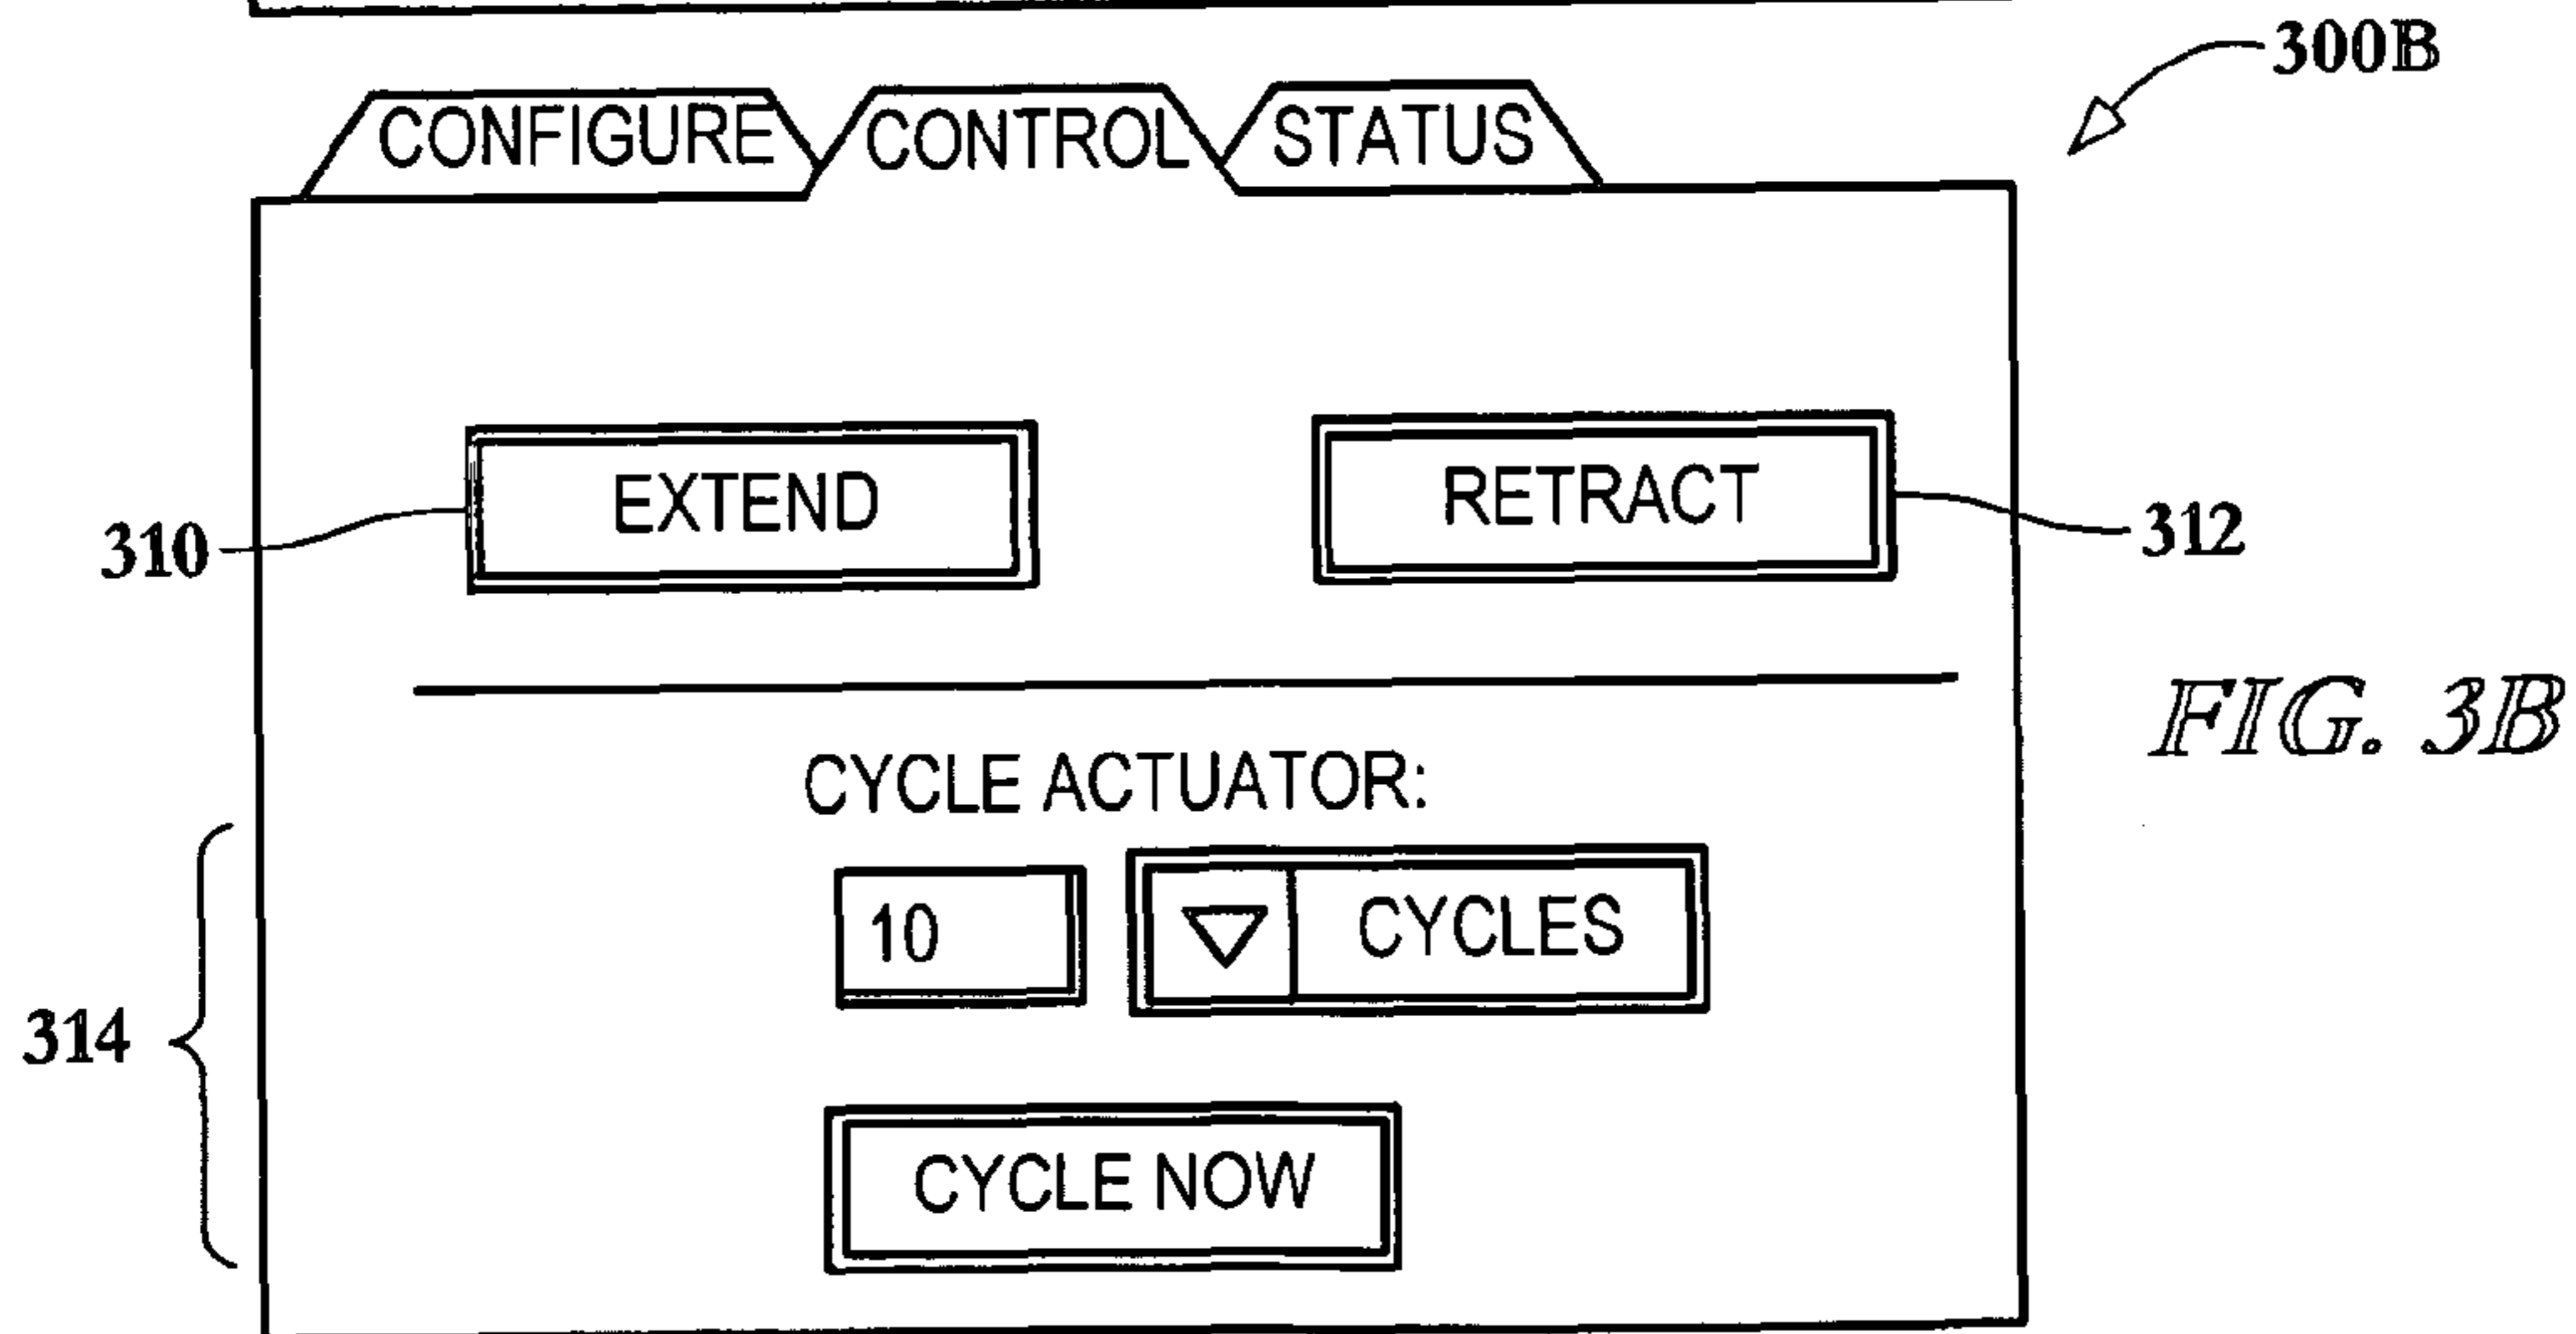 300B
CONFIGURE CONTROL STATUS
EXTEND RETRACT
310 312
FIG. 3B
CYCLE ACTUATOR:
10 CYCLES
314
CYCLE NOW